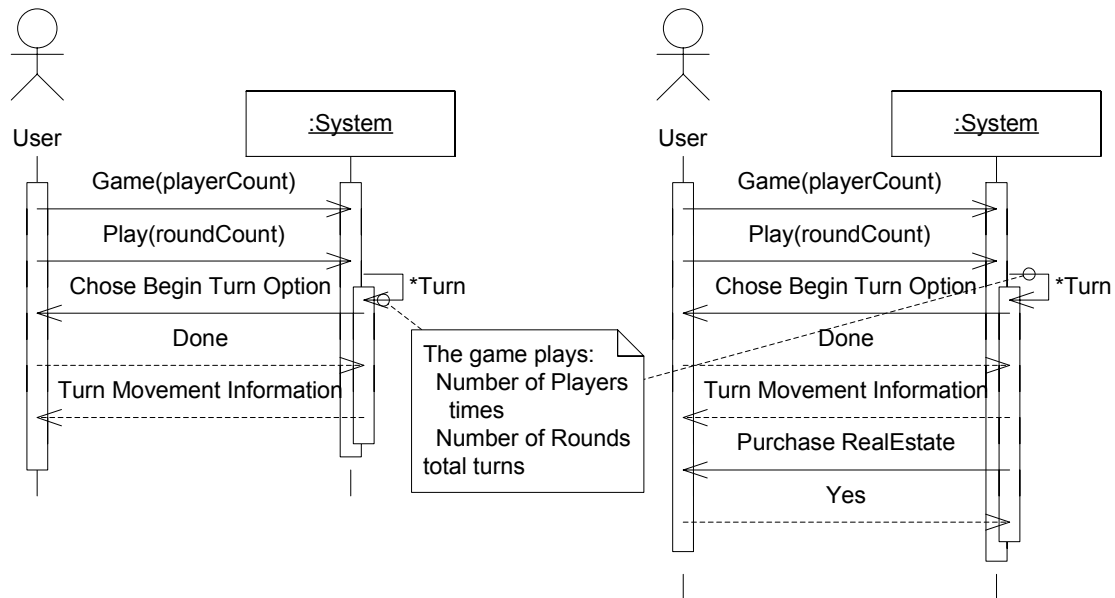 User
:System
Game(playerCount)
Play(roundCount)
*Turn
Chose Begin Turn Option
Done
Turn Movement Information
The game plays:
Number of Players
times
Number of Rounds
total turns
User
:System
Game(playerCount)
Play(roundCount)
*Turn
Chose Begin Turn Option
Done
Turn Movement Information
Purchase RealEstate
Yes